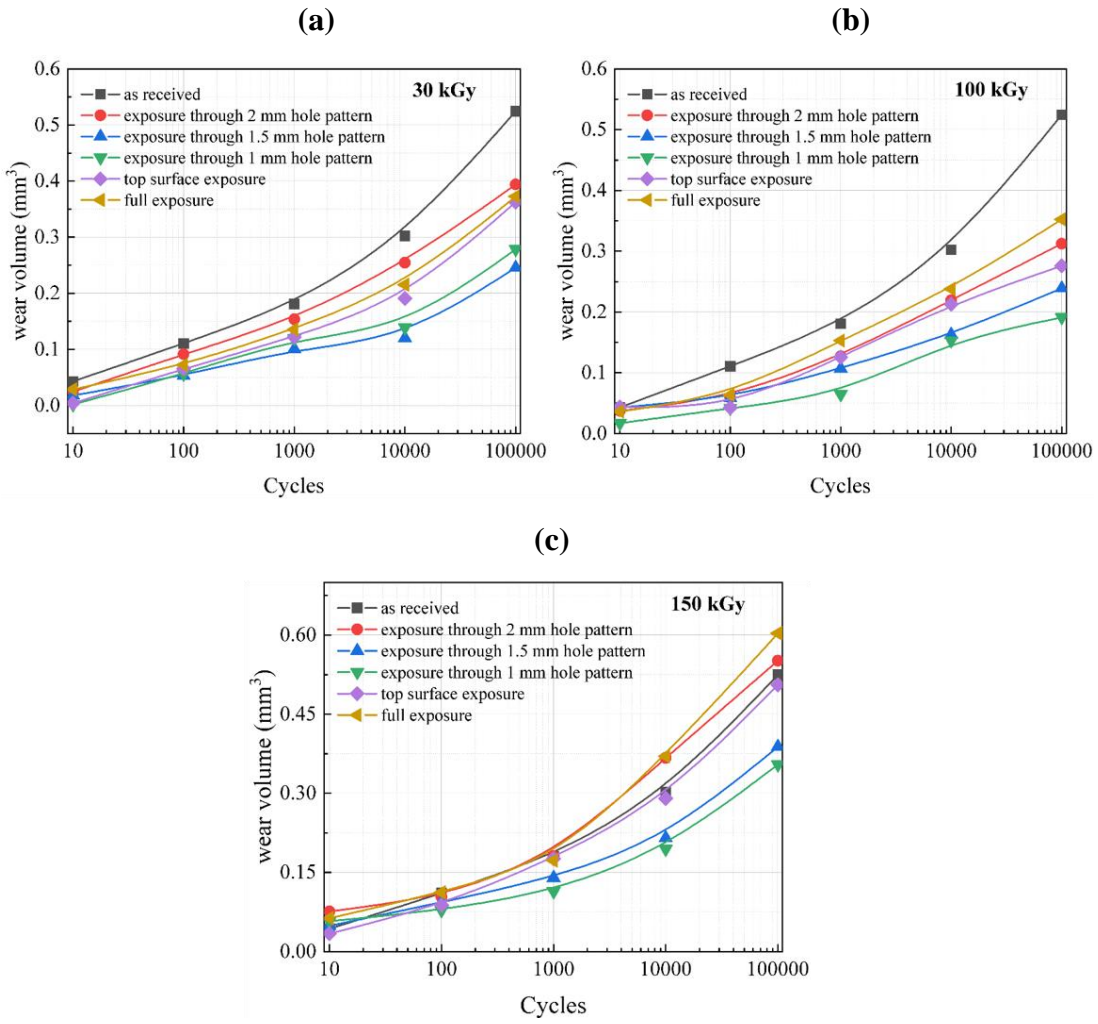 (a)
30 kGy
as received
exposure through 2 mm hole pattern
exposure through 1.5 mm hole pattern
exposure through 1 mm hole pattern
top surface exposure
full exposure
wear volume (mm³)
0.6
0.5
0.4
0.3
0.2
0.1
0.0
10 100 1000 10000 100000
Cycles
(b)
100 kGy
as received
exposure through 2 mm hole pattern
exposure through 1.5 mm hole pattern
exposure through 1 mm hole pattern
top surface exposure
full exposure
wear volume (mm³)
0.6
0.5
0.4
0.3
0.2
0.1
0.0
10 100 1000 10000 100000
Cycles
(c)
150 kGy
as received
exposure through 2 mm hole pattern
exposure through 1.5 mm hole pattern
exposure through 1 mm hole pattern
top surface exposure
full exposure
wear volume (mm³)
0.60
0.45
0.30
0.15
0.00
10 100 1000 10000 100000
Cycles